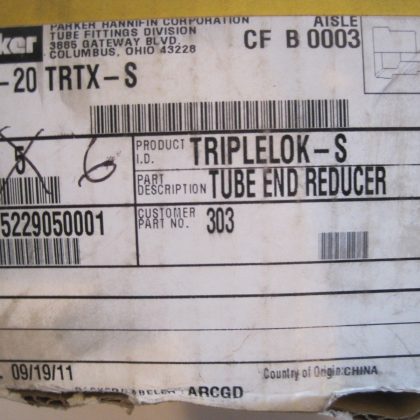 PARKER HANNIFIN CORPORATION
TUBE FITTINGS DIVISION
3885 GATEWAY BLVD.
COLUMBUS, OHIO 43228
AISLE
CF B 0003
rker
-20 TRTX-S
5 6
PRODUCT I.D. TRIPLELOK-S
PART DESCRIPTION TUBE END REDUCER
5229050001
CUSTOMER PART NO. 303
09/19/11
Country of Origin:CHINA
ARCGD